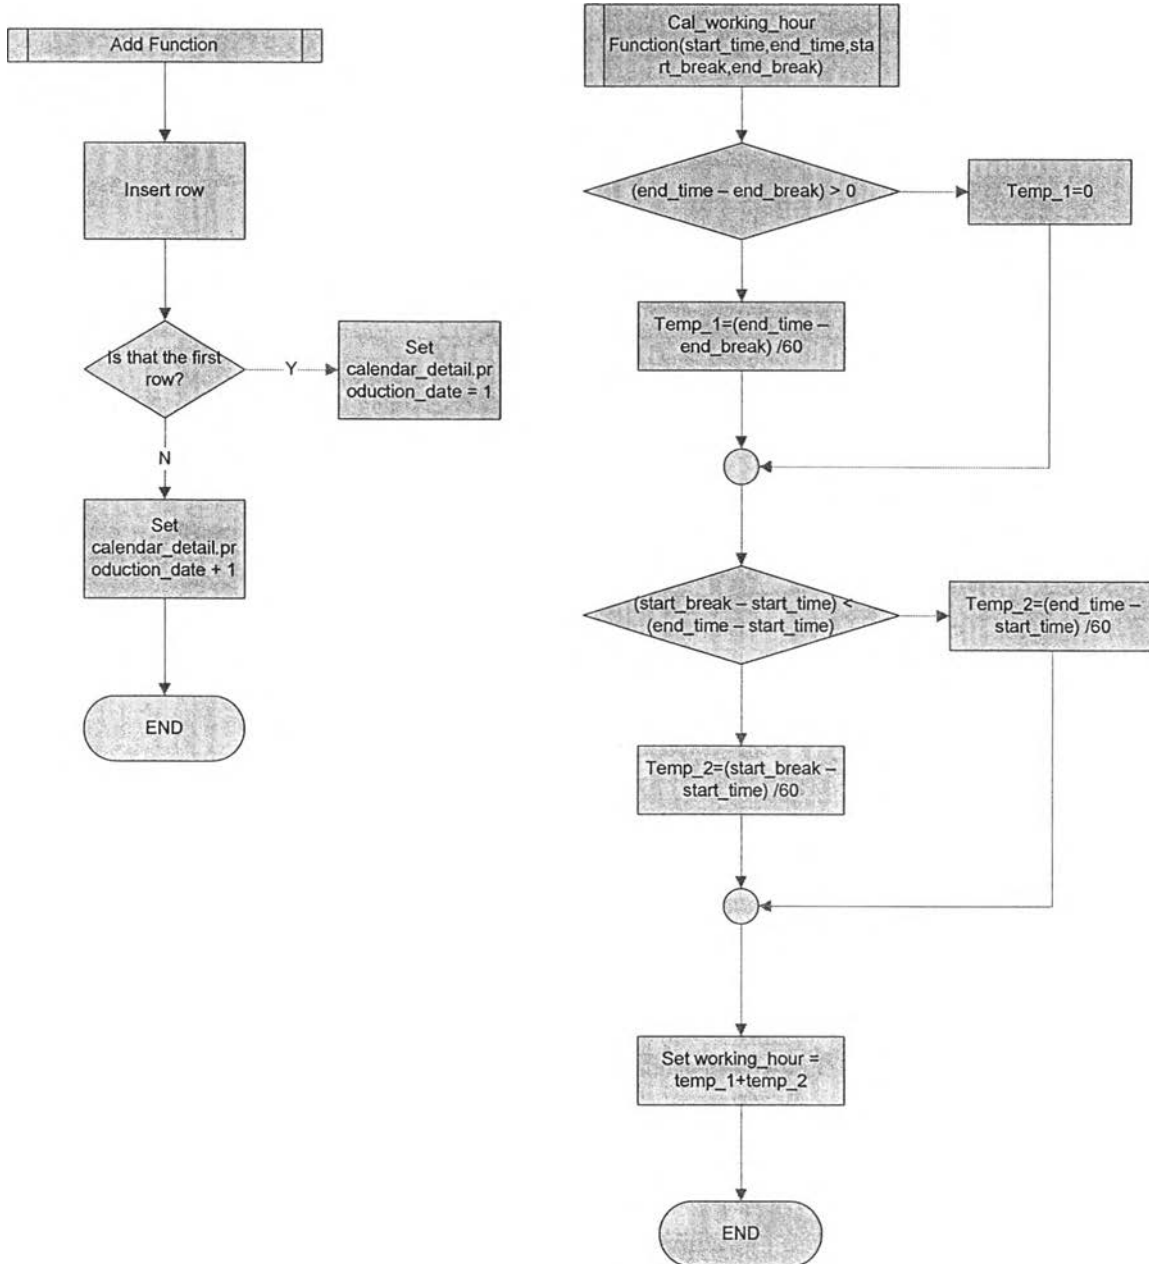 Add Function
Insert row
Is that the first
row?
Y
Set
calendar_detail.pr
oduction_date = 1
N
Set
calendar_detail.pr
oduction_date + 1
END
Cal_working_hour
Function(start_time,end_time,sta
rt_break,end_break)
(end_time – end_break) > 0
Temp_1=0
Temp_1=(end_time –
end_break) /60
(start_break – start_time) <
(end_time – start_time)
Temp_2=(end_time –
start_time) /60
Temp_2=(start_break –
start_time) /60
Set working_hour =
temp_1+temp_2
END